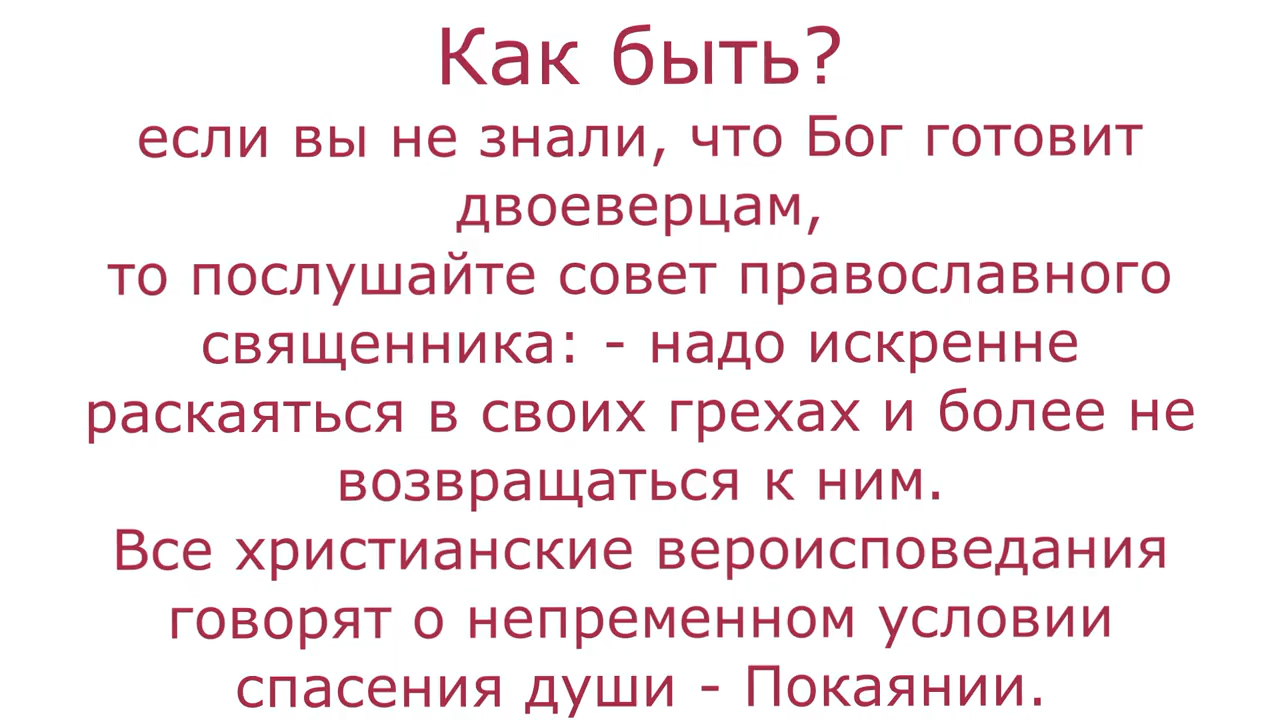 Как быть?
если вы не знали, что Бог готовит
двоеверцам,
то послушайте совет православного
священника: - надо искренне
раскаяться в своих грехах и более не
возвращаться к ним.
Все христианские вероисповедания
говорят о непременном условии
спасения души - Покаянии.